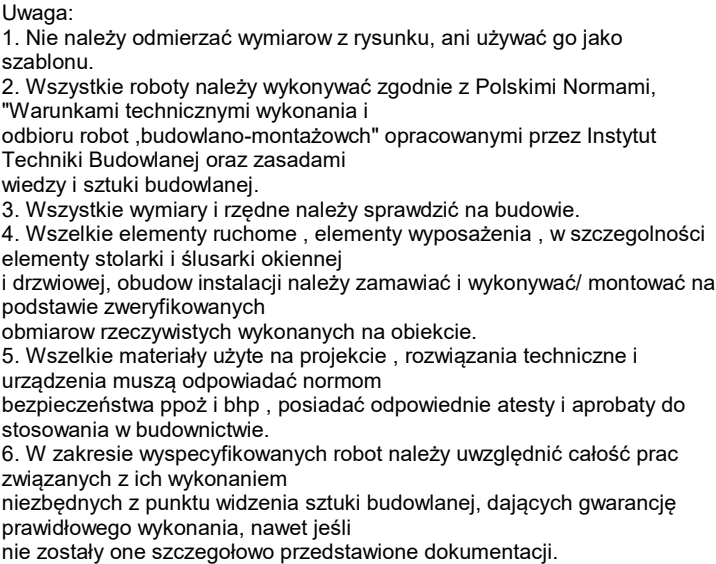 Uwaga:
1. Nie należy odmierzać wymiarow z rysunku, ani używać go jako
szablonu.
2. Wszystkie roboty należy wykonywać zgodnie z Polskimi Normami,
"Warunkami technicznymi wykonania i
odbioru robot ,budowlano-montażowch" opracowanymi przez Instytut
Techniki Budowlanej oraz zasadami
wiedzy i sztuki budowlanej.
3. Wszystkie wymiary i rzędne należy sprawdzić na budowie.
4. Wszelkie elementy ruchome , elementy wyposażenia , w szczegolności
elementy stolarki i ślusarki okiennej
i drzwiowej, obudow instalacji należy zamawiać i wykonywać/ montować na
podstawie zweryfikowanych
obmiarow rzeczywistych wykonanych na obiekcie.
5. Wszelkie materiały użyte na projekcie , rozwiązania techniczne i
urządzenia muszą odpowiadać normom
bezpieczeństwa ppoż i bhp , posiadać odpowiednie atesty i aprobaty do
stosowania w budownictwie.
6. W zakresie wyspecyfikowanych robot należy uwzględnić całość prac
związanych z ich wykonaniem
niezbędnych z punktu widzenia sztuki budowlanej, dających gwarancję
prawidłowego wykonania, nawet jeśli
nie zostały one szczegołowo przedstawione dokumentacji.